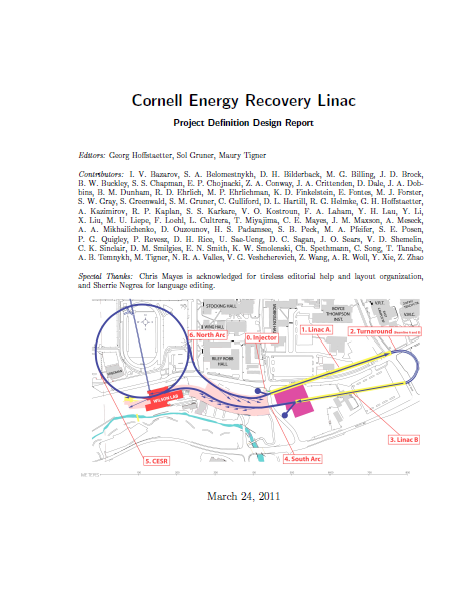 Cornell Energy Recovery Linac
Project Definition Design Report
Editors: Georg Hoffstaetter, Sol Gruner, Maury Tigner
Contributors: I. V. Bazarov, S. A. Belomestnykh, D. H. Bilderback, M. G. Billing, J. D. Brock,
B. W. Buckley, S. S. Chapman, E. P. Chojnacki, Z. A. Conway, J. A. Crittenden, D. Dale, J. A. Dob-
bins, B. M. Dunham, R. D. Ehrlich, M. P. Ehrlichman, K. D. Finkelstein, E. Fontes, M. J. Forster,
S. W. Gray, S. Greenwald, S. M. Gruner, C. Gulliford, D. L. Hartill, R. G. Helmke, G. H. Hoffstaetter,
A. Kazimirov, R. P. Kaplan, S. S. Karkare, V. O. Kostroun, F. A. Laham, Y. H. Lau, Y. Li,
X. Liu, M. U. Liepe, F. Loehl, L. Cultrera, T. Miyajima, C. E. Mayes, J. M. Maxson, A. Meseck,
A. A. Mikhailichenko, D. Ouzounov, H. S. Padamsee, S. B. Peck, M. A. Pfeifer, S. E. Posen,
P. G. Quigley, P. Revesz, D. H. Rice, U. Sae-Ueng, D. C. Sagan, J. O. Sears, V. D. Shemelin,
C. K. Sinclair, D. M. Smilgies, E. N. Smith, K. W. Smolenski, Ch. Spethmann, C. Song, T. Tanabe,
A. B. Temnykh, M. Tigner, N. R. A. Valles, V. G. Veshcherevich, Z. Wang, A. R. Woll, Y. Xie, Z. Zhao
Special Thanks: Chris Mayes is acknowledged for tireless editorial help and layout organization,
and Sherrie Negrea for language editing.
STOCKING HALL
WING HALL
RILEY ROBB
HALL
BOYCE
THOMPSON
INST.
6. North Arc
0. Injector
1. Linac A
2. Turnaround
WILSON LAB
3. Linac B
4. South Arc
5. CESR
March 24, 2011